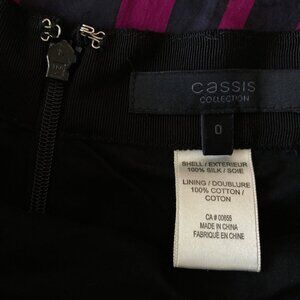 cassis
COLLECTION
0
SHELL / EXTERIEUR
100% SILK / SOIE
LINING / DOUBLURE
100% COTTON /
COTON
CA# 00655
MADE IN CHINA
FABRIQUÉ EN CHINE